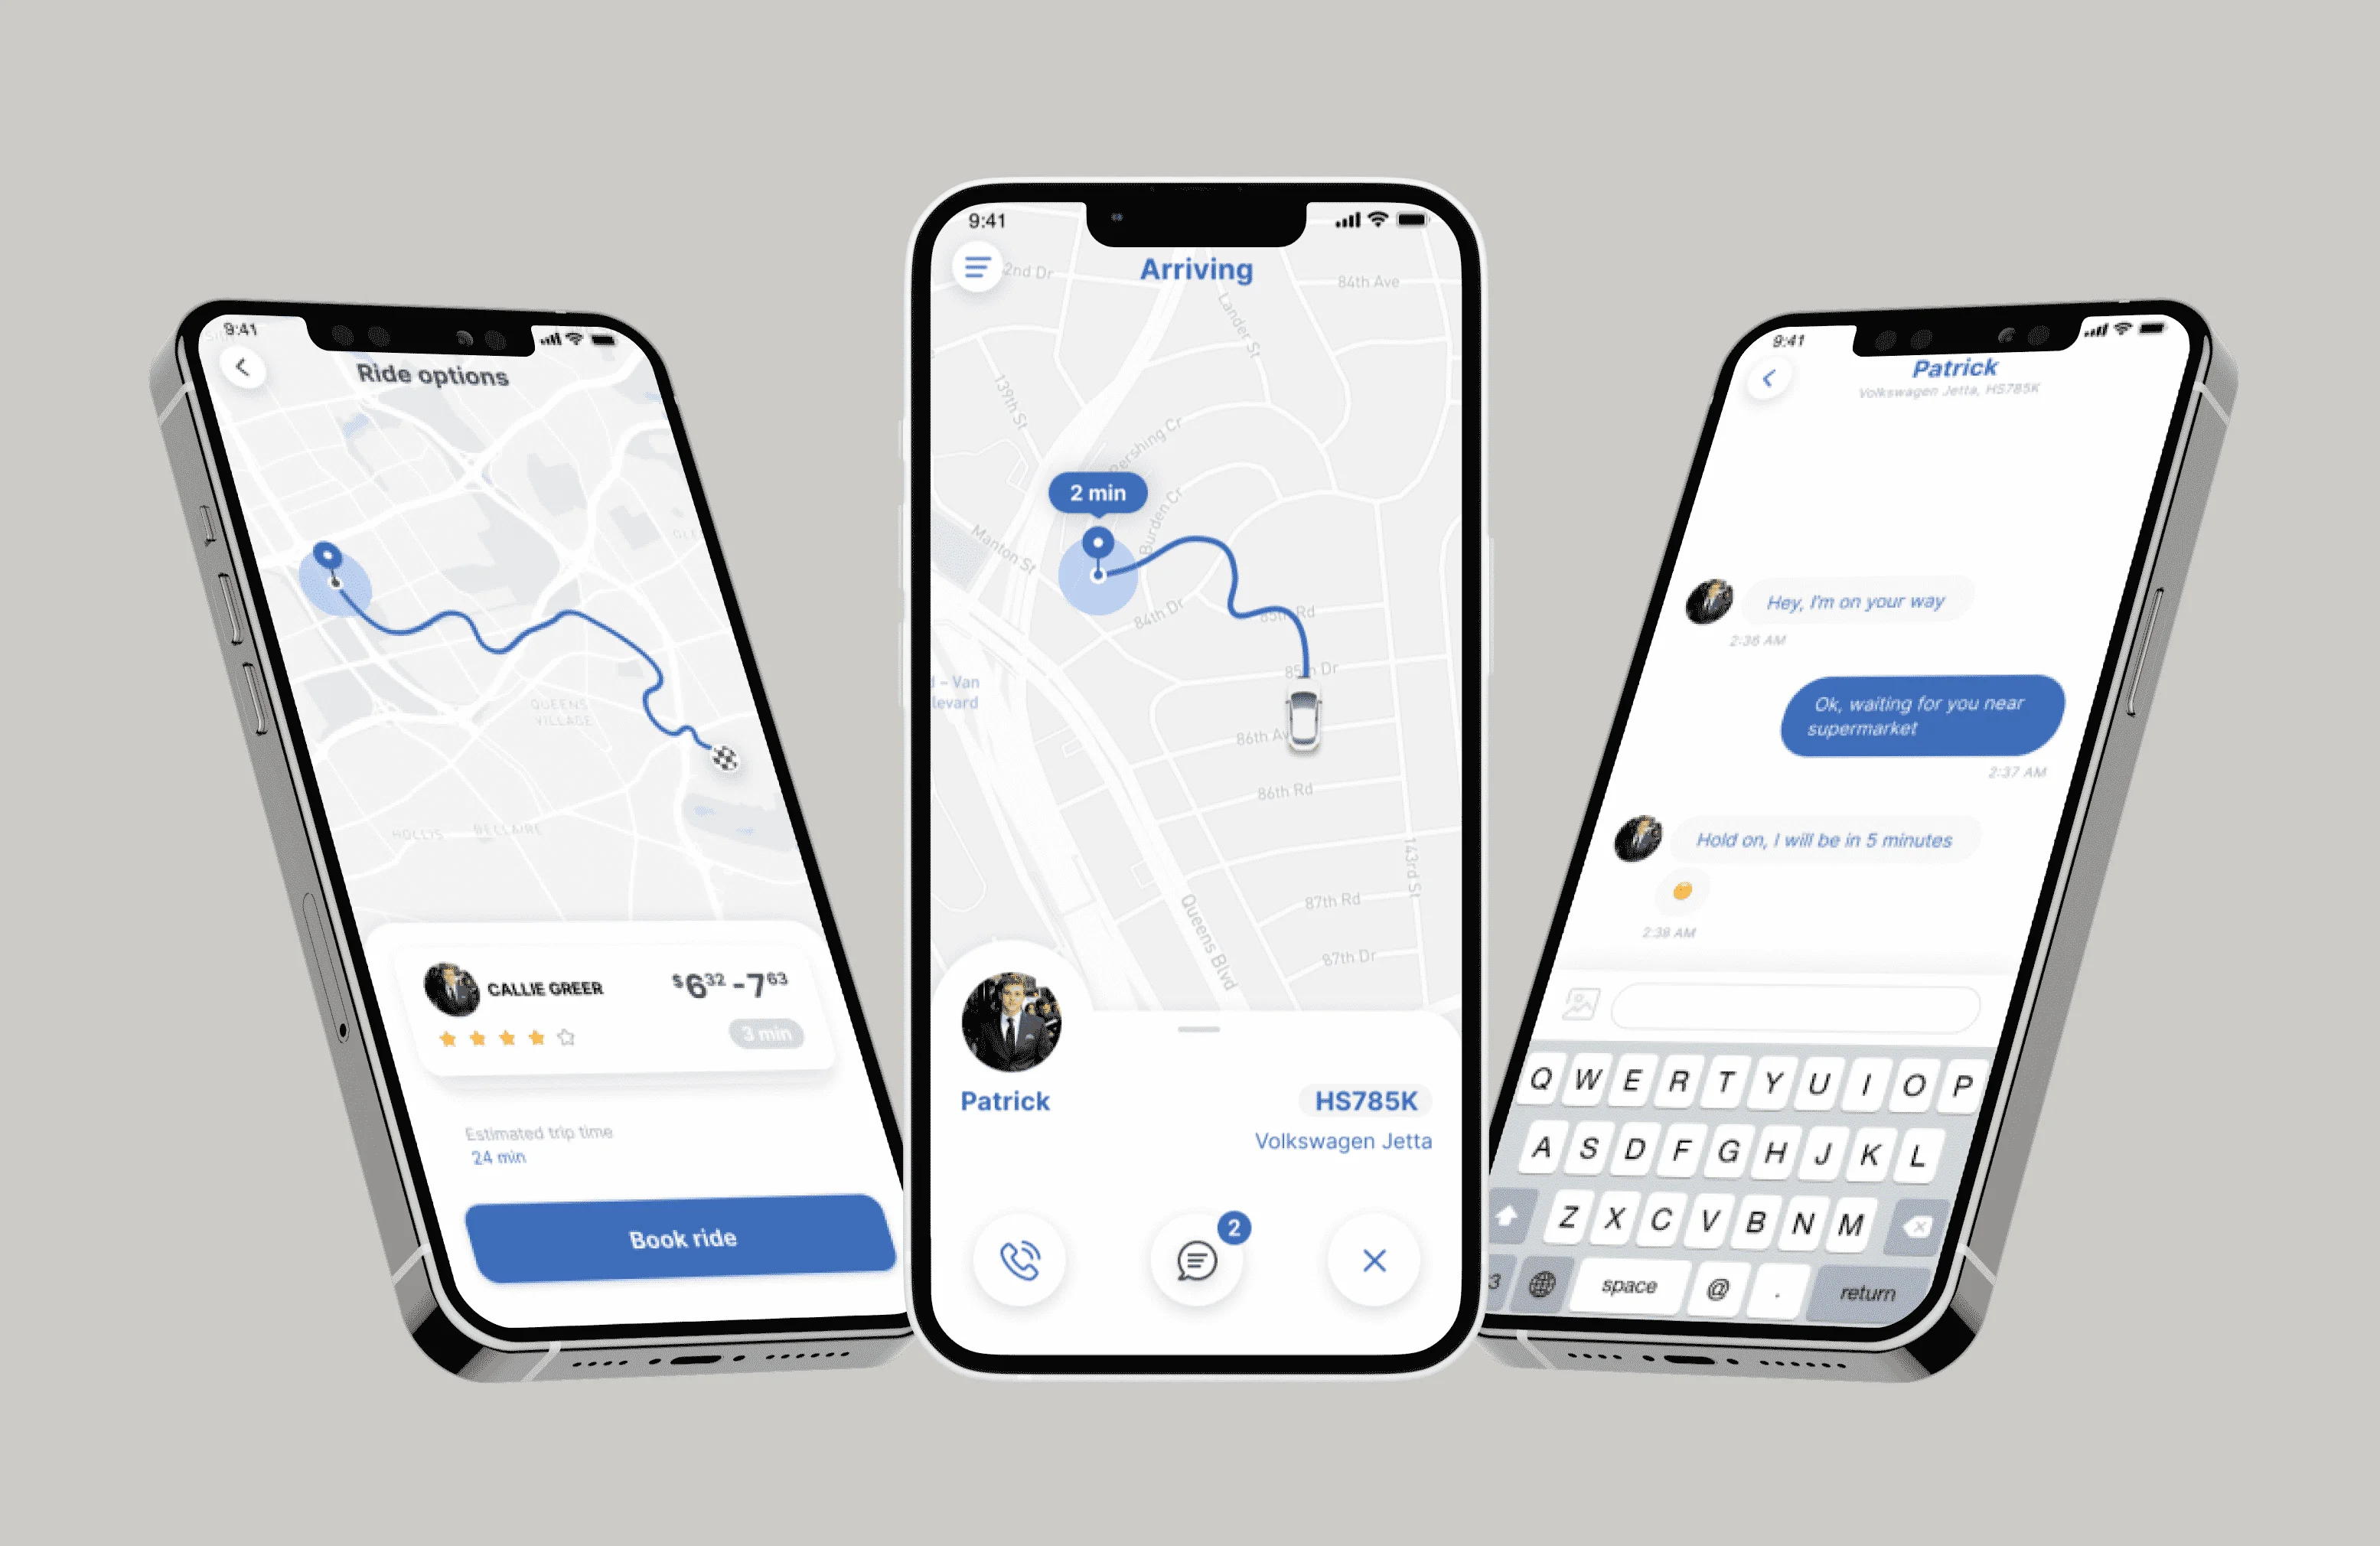 9:41
Ride options
QUEENS
VILLAGE
HOLLIS
BELLAIRE
CALLIE GREER
$6 32 - 7 63
3 min
Estimated trip time
24 min
Book ride
9:41
Arriving
2nd Dr
84th Ave
Lander St
139th St
Pershing Cr
2 min
Burden Cr
Manton St
84th Dr
85th Rd
85th Dr
- Van
levard
86th Av
86th Rd
143rd St
87th Rd
Queens Blvd
87th Dr
Patrick
HS785K
Volkswagen Jetta
2
9:41
Patrick
Volkswagen Jetta, HS785K
Hey, I'm on your way
2:36 AM
Ok, waiting for you near
supermarket
2:37 AM
Hold on, I will be in 5 minutes
2:38 AM
Q W E R T Y U I O P
A S D F G H J K L
Z X C V B N M
3 space @ . return